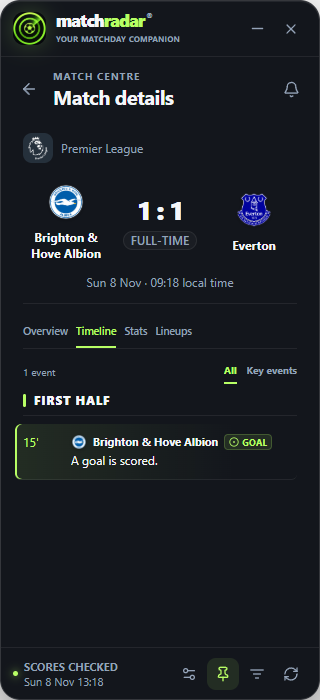 matchradar®
YOUR MATCHDAY COMPANION
MATCH CENTRE
Match details
Premier League
1:1
FULL-TIME
Brighton &
Hove Albion
Everton
Everton
Sun 8 Nov · 09:18 local time
Overview Timeline Stats Lineups
1 event All Key events
FIRST HALF
15' Brighton & Hove Albion GOAL
A goal is scored.
SCORES CHECKED
Sun 8 Nov 13:18